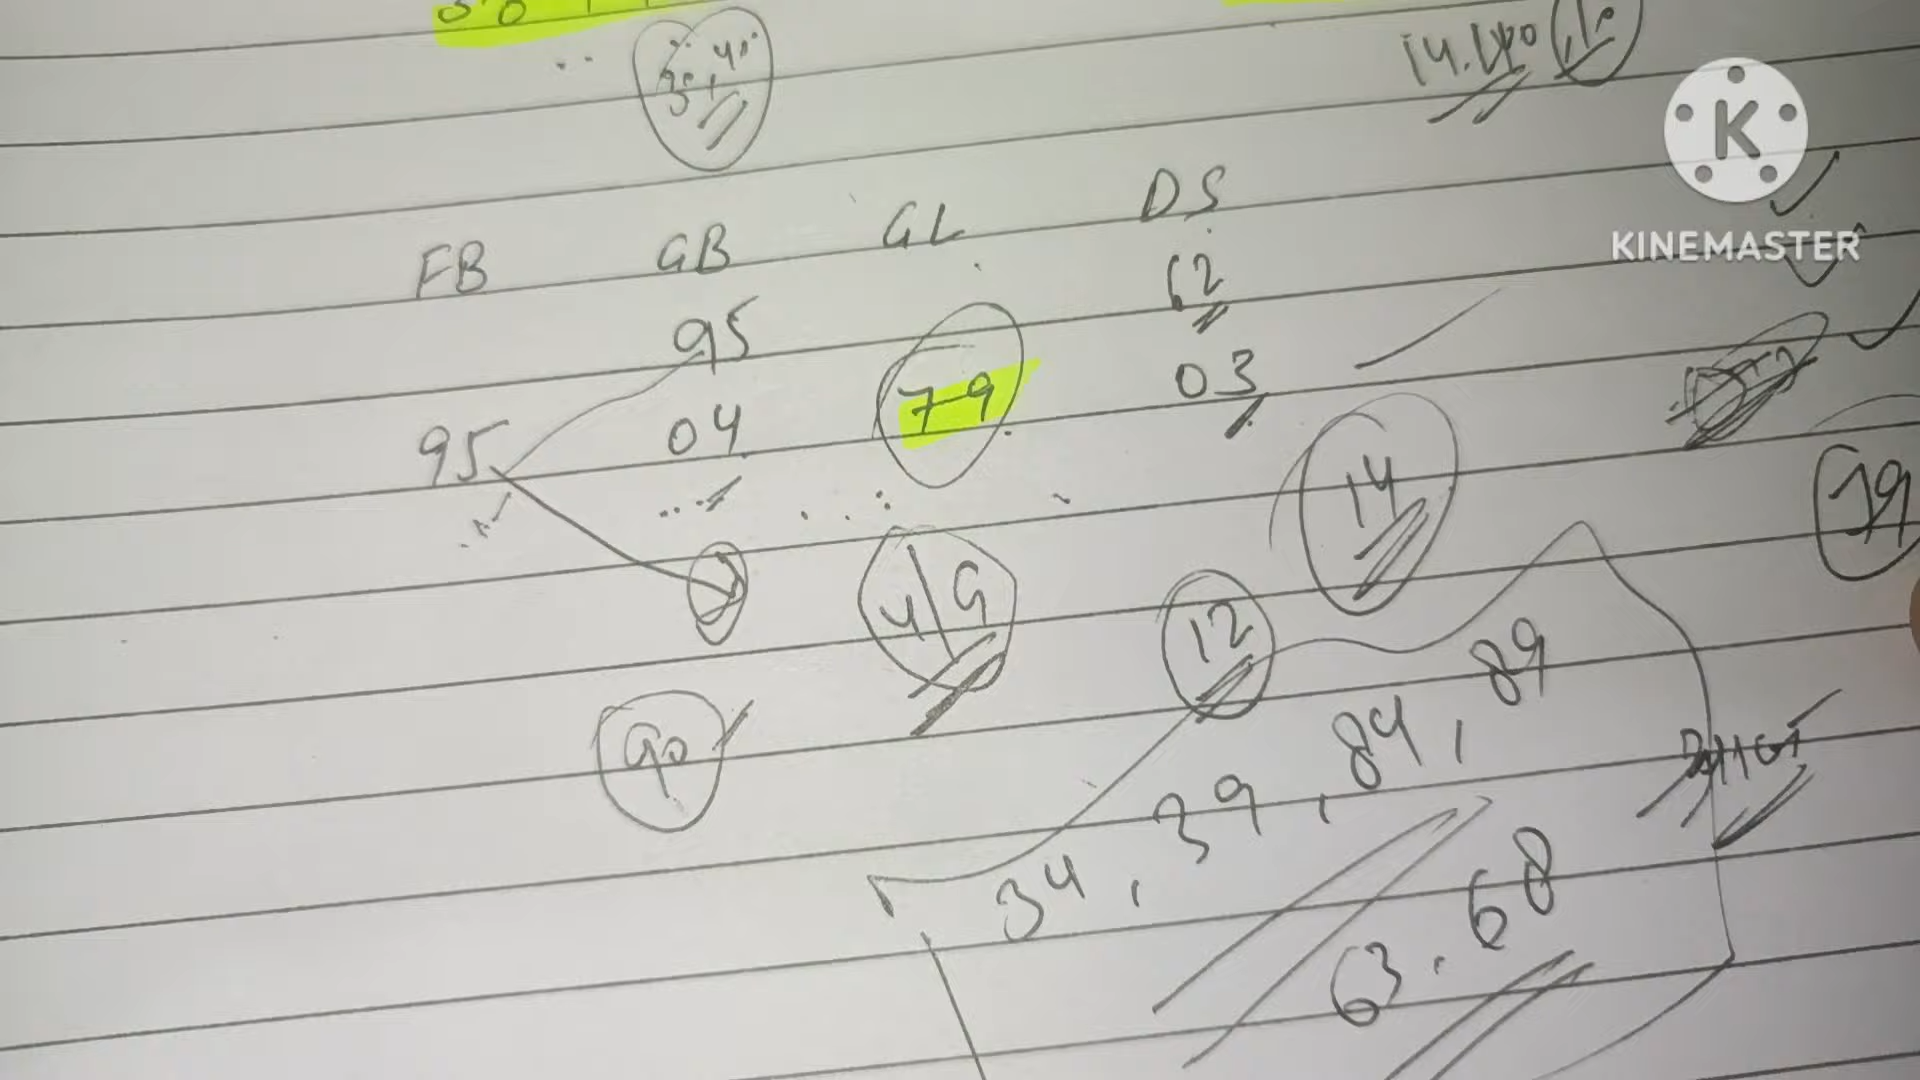 14.
K
KINEMASTER
FB GB GL DS
95 62
95 04 79 03
14
79
4/9
12
90
34, 39, 84, 89
63. 68